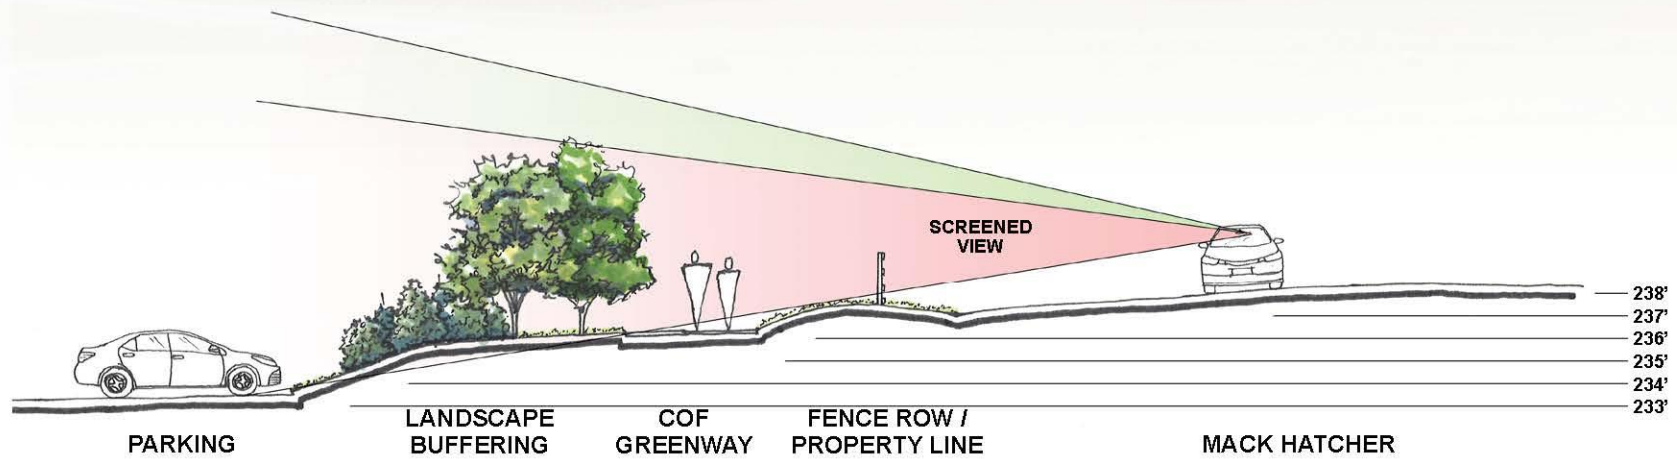 SCREENED
VIEW
238'
237'
236'
235'
234'
233'
PARKING
LANDSCAPE
BUFFERING
COF
GREENWAY
FENCE ROW /
PROPERTY LINE
MACK HATCHER